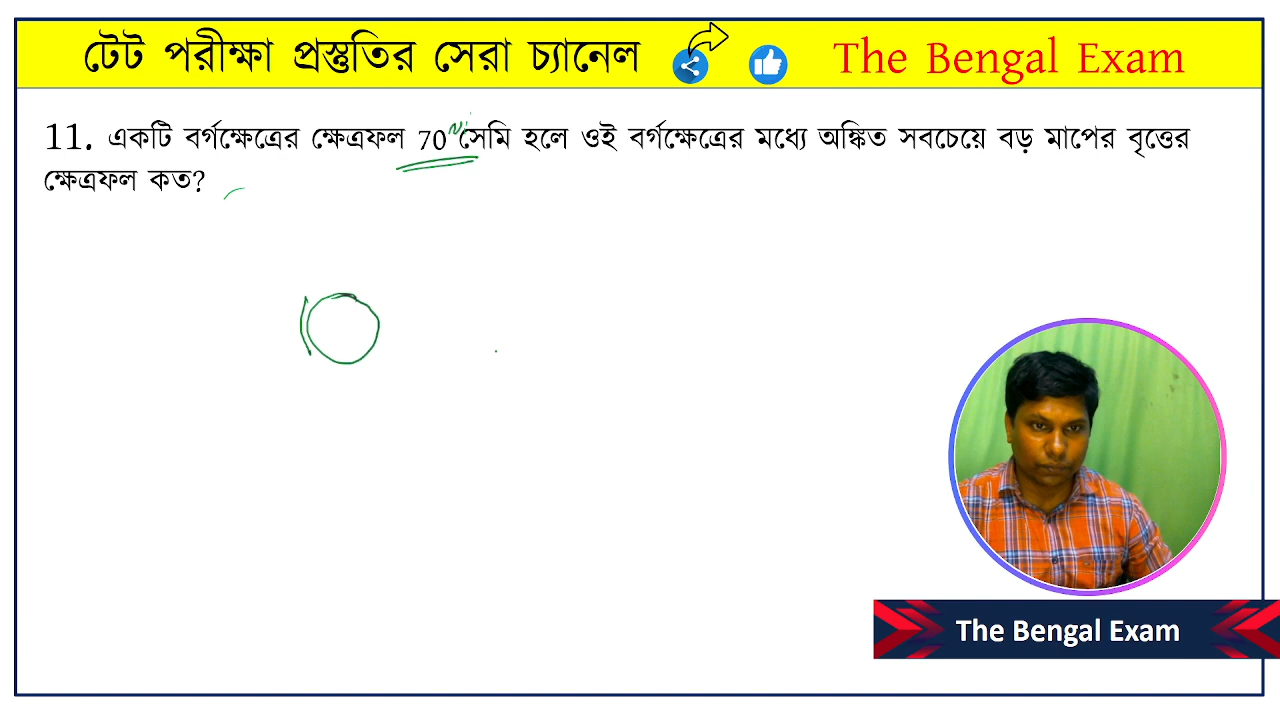 টেট পরীক্ষা প্রস্তুতির সেরা চ্যানেল The Bengal Exam
11. একটি বর্গক্ষেত্রের ক্ষেত্রফল 70 সেমি হলে ওই বর্গক্ষেত্রের মধ্যে অঙ্কিত সবচেয়ে বড় মাপের বৃত্তের
ক্ষেত্রফল কত?
The Bengal Exam